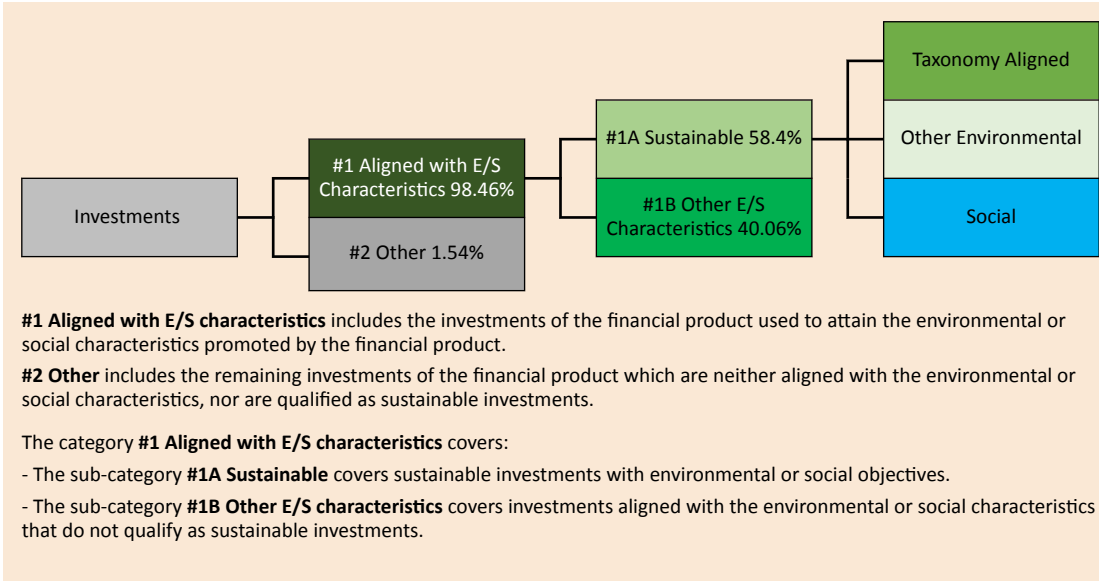 Investments
#1 Aligned with E/S
Characteristics 98.46%
#2 Other 1.54%
#1A Sustainable 58.4%
#1B Other E/S
Characteristics 40.06%
Taxonomy Aligned
Other Environmental
Social
#1 Aligned with E/S characteristics includes the investments of the financial product used to attain the environmental or
social characteristics promoted by the financial product.
#2 Other includes the remaining investments of the financial product which are neither aligned with the environmental or
social characteristics, nor are qualified as sustainable investments.
The category #1 Aligned with E/S characteristics covers:
- The sub-category #1A Sustainable covers sustainable investments with environmental or social objectives.
- The sub-category #1B Other E/S characteristics covers investments aligned with the environmental or social characteristics
that do not qualify as sustainable investments.